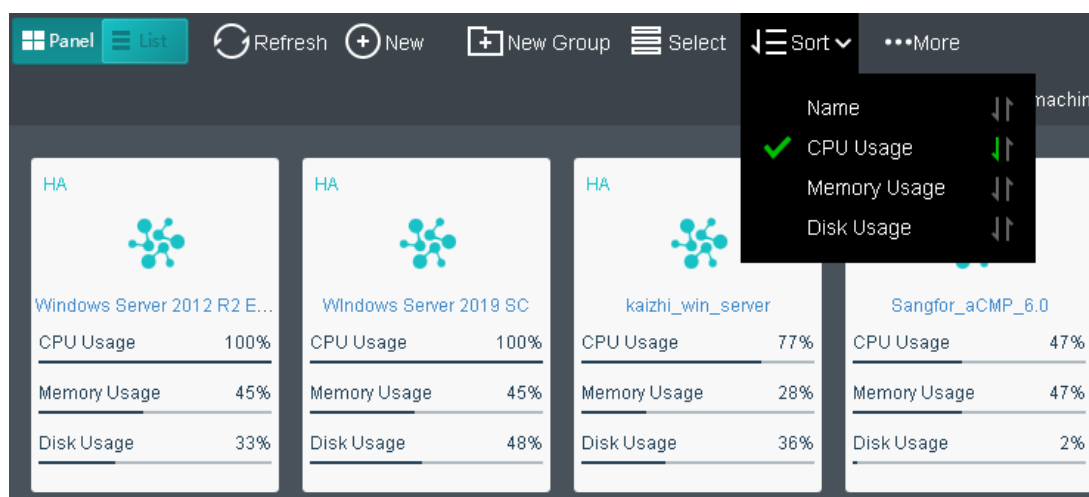 Panel List Refresh New New Group Select Sort •••More
Name
CPU Usage
Memory Usage
Disk Usage
HA
Windows Server 2012 R2 E...
CPU Usage 100%
Memory Usage 45%
Disk Usage 33%
HA
WIndows Server 2019 SC
CPU Usage 100%
Memory Usage 45%
Disk Usage 48%
HA
kaizhi_win_server
CPU Usage 77%
Memory Usage 28%
Disk Usage 36%
Sangfor_aCMP_6.0
CPU Usage 47%
Memory Usage 47%
Disk Usage 2%